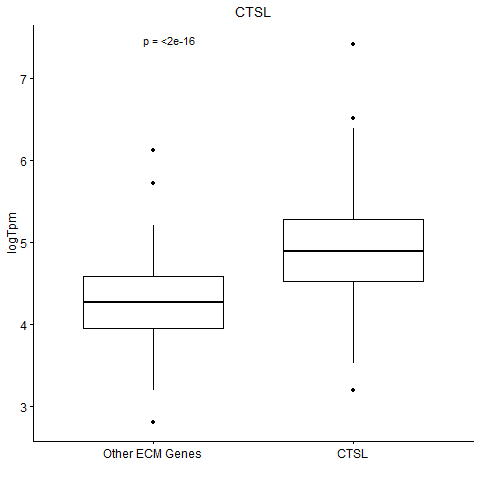 CTSL
p = <2e-16
7
6
5
4
3
logTpm
Other ECM Genes
CTSL